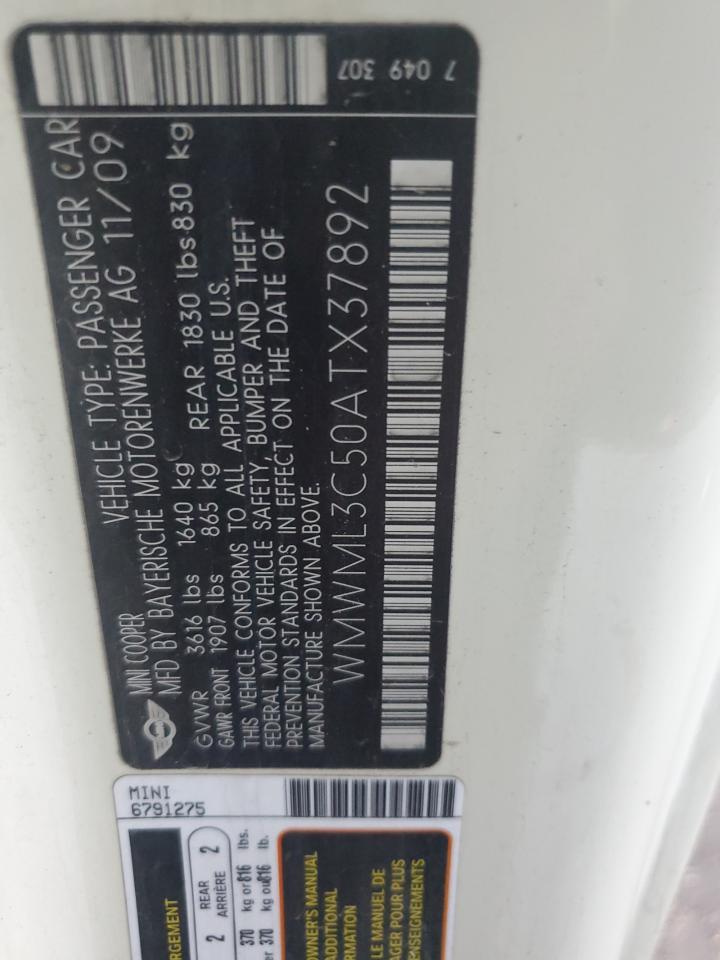 7 049 307
MINI COOPER VEHICLE TYPE: PASSENGER CAR
MFD BY BAYERISCHE MOTORENWERKE AG 11/09
GVWR 3616 lbs 1640 kg
GAWR FRONT 1907 lbs 865 kg REAR 1830 lbs 830 kg
THIS VEHICLE CONFORMS TO ALL APPLICABLE U.S.
FEDERAL MOTOR VEHICLE SAFETY, BUMPER AND THEFT
PREVENTION STANDARDS IN EFFECT ON THE DATE OF
MANUFACTURE SHOWN ABOVE.
WMWML3C50ATX37892
MINI
6791275
2 REAR 2
ARRIÈRE
370 kg or 816 lbs.
370 kg ou 816 lb.
OWNER'S MANUAL
ADDITIONAL
LE MANUEL DE
POUR PLUS